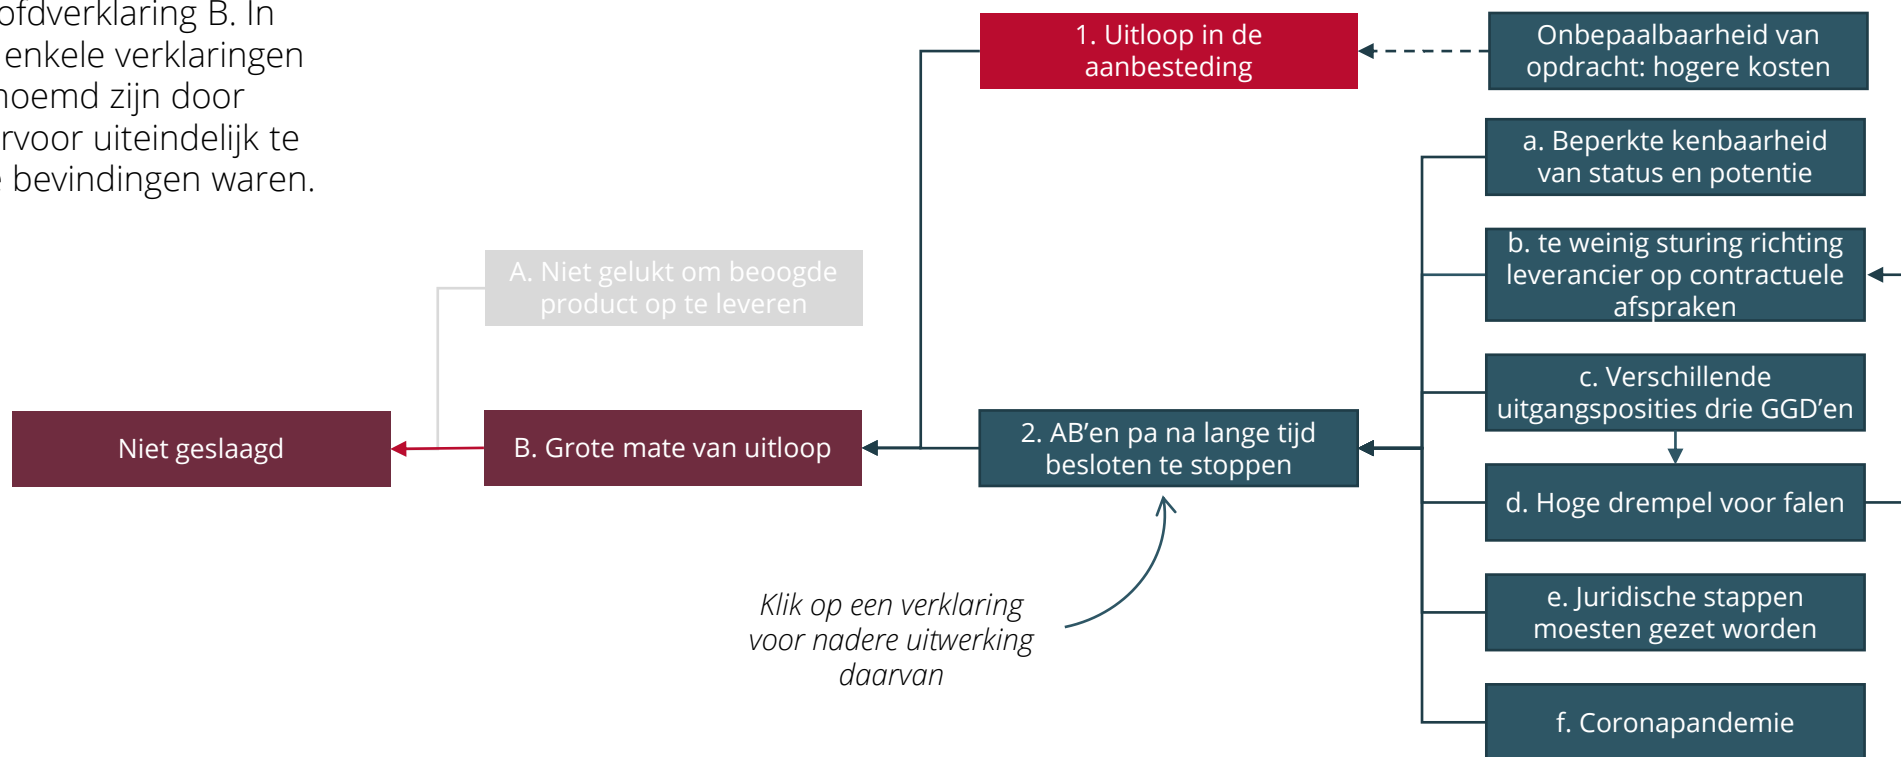 ofdverklaring B. In
enkele verklaringen
noemd zijn door
rvoor uiteindelijk te
bevindingen waren.
1. Uitloop in de
aanbesteding
Onbepaalbaarheid van
opdracht: hogere kosten
a. Beperkte kenbaarheid
van status en potentie
b. te weinig sturing richting
leverancier op contractuele
afspraken
A. Niet gelukt om beoogde
product op te leveren
c. Verschillende
uitgangsposities drie GGD’en
Niet geslaagd
B. Grote mate van uitloop
2. AB’en pa na lange tijd
besloten te stoppen
d. Hoge drempel voor falen
Klik op een verklaring
voor nadere uitwerking
daarvan
e. Juridische stappen
moesten gezet worden
f. Coronapandemie